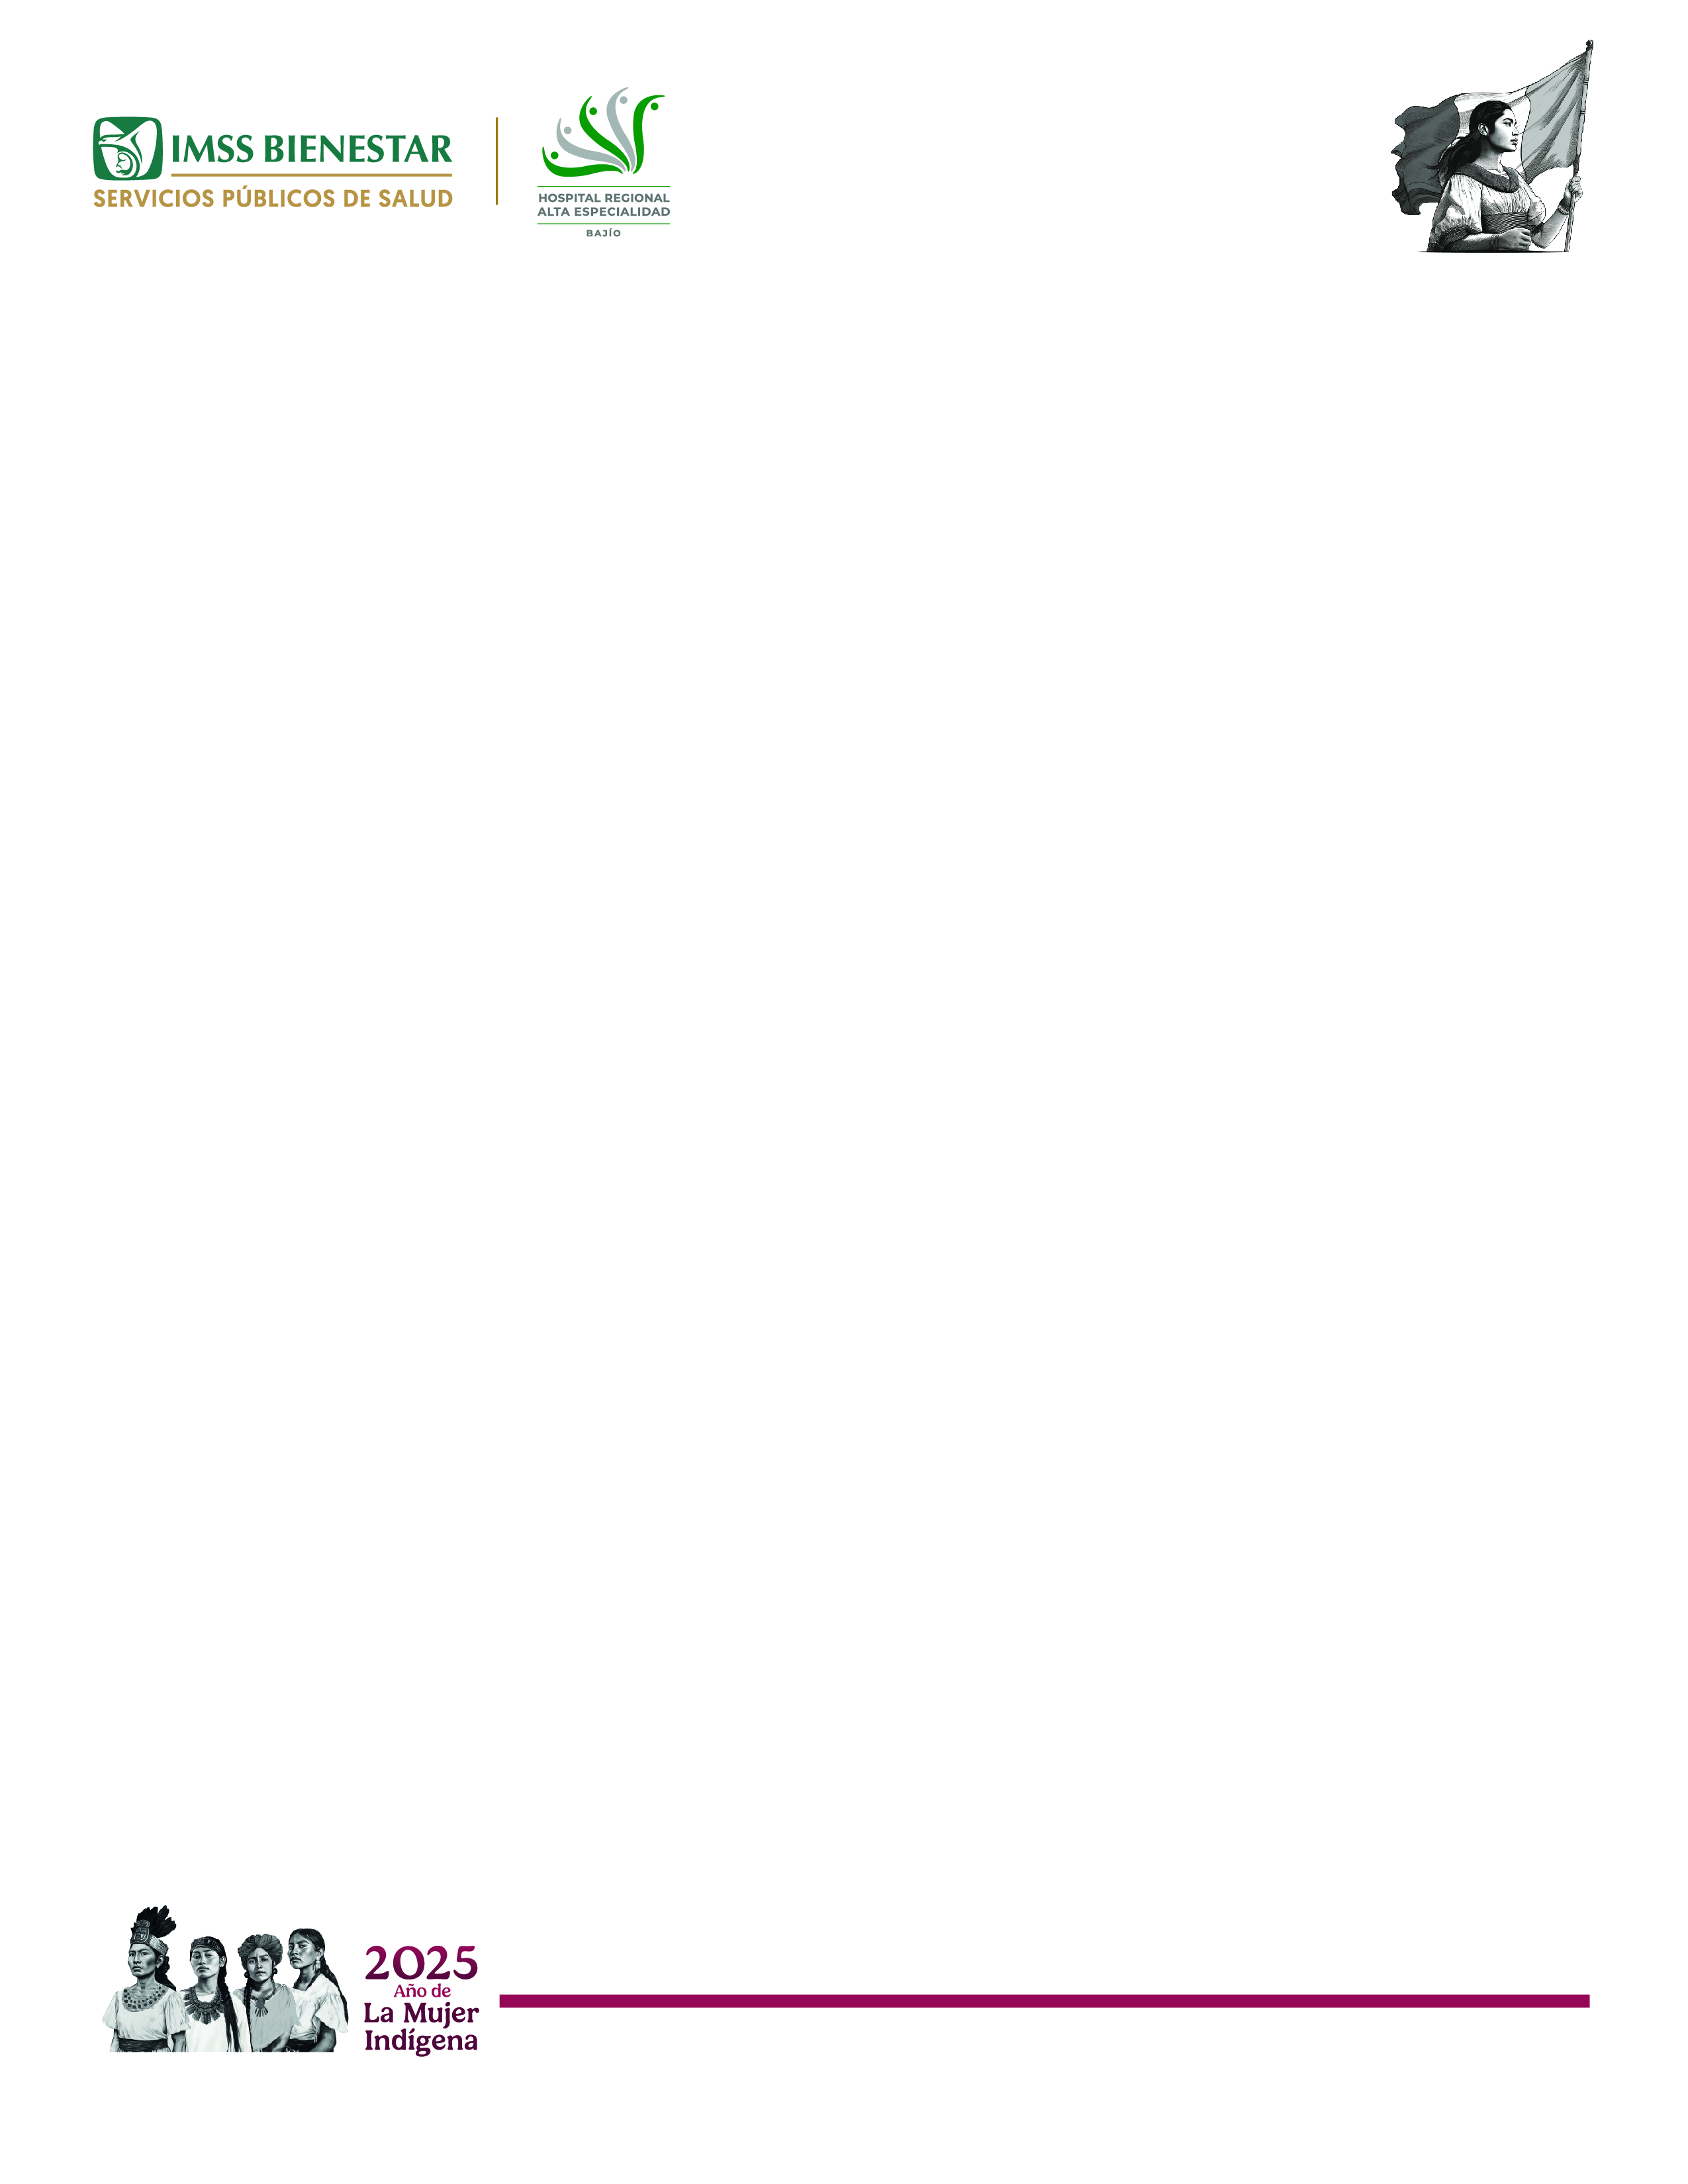 IMSS BIENESTAR
SERVICIOS PÚBLICOS DE SALUD
HOSPITAL REGIONAL
ALTA ESPECIALIDAD
BAJÍO
2025
Año de
La Mujer
Indígena